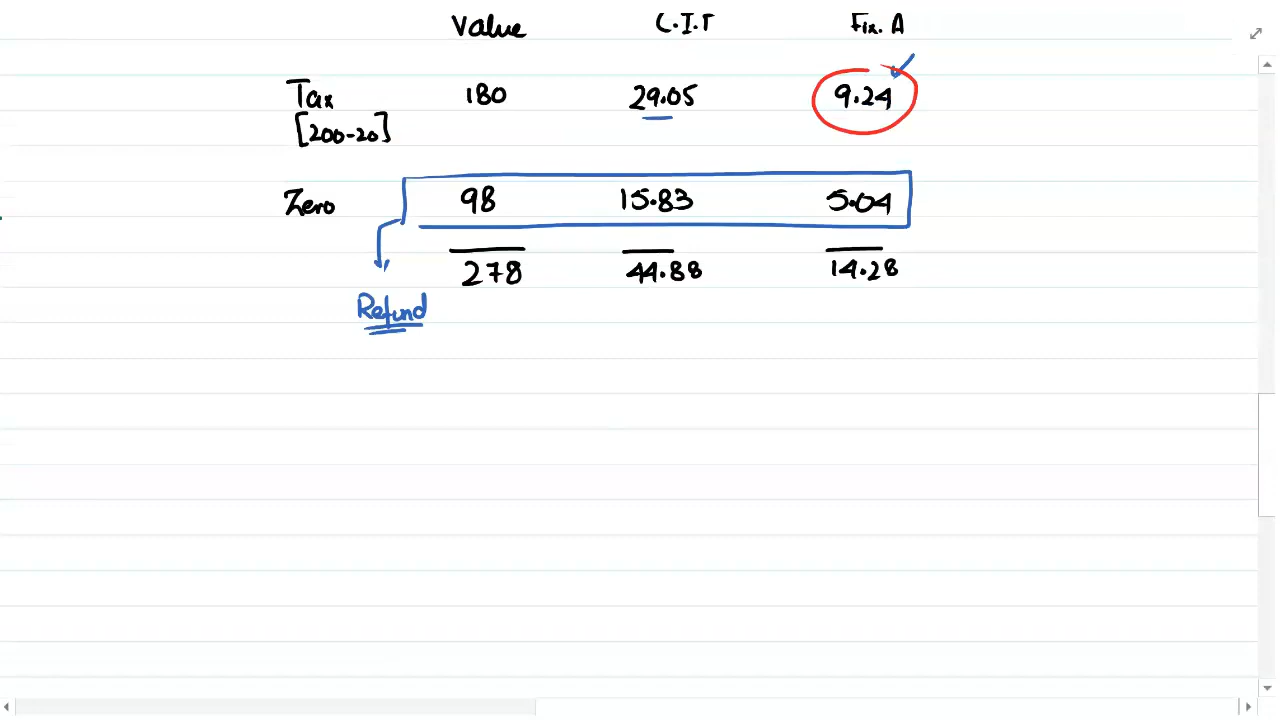 Value C.I.T Fix. A
Tax 180 29.05 9.24
[200-20]
Zero 98 15.83 5.04
278 44.88 14.28
Refund